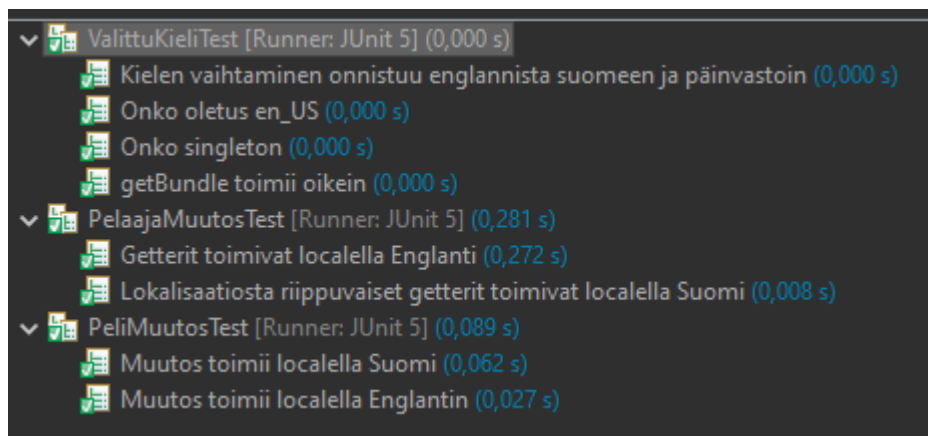 ValittuKieliTest [Runner: JUnit 5] (0,000 s)
Kielen vaihtaminen onnistuu englannista suomeen ja päinvastoin (0,000 s)
Onko oletus en_US (0,000 s)
Onko singleton (0,000 s)
getBundle toimii oikein (0,000 s)
PelaajaMuutosTest [Runner: JUnit 5] (0,281 s)
Getterit toimivat localella Englanti (0,272 s)
Lokalisaatiosta riippuvaiset getterit toimivat localella Suomi (0,008 s)
PeliMuutosTest [Runner: JUnit 5] (0,089 s)
Muutos toimii localella Suomi (0,062 s)
Muutos toimii localella Englantin (0,027 s)